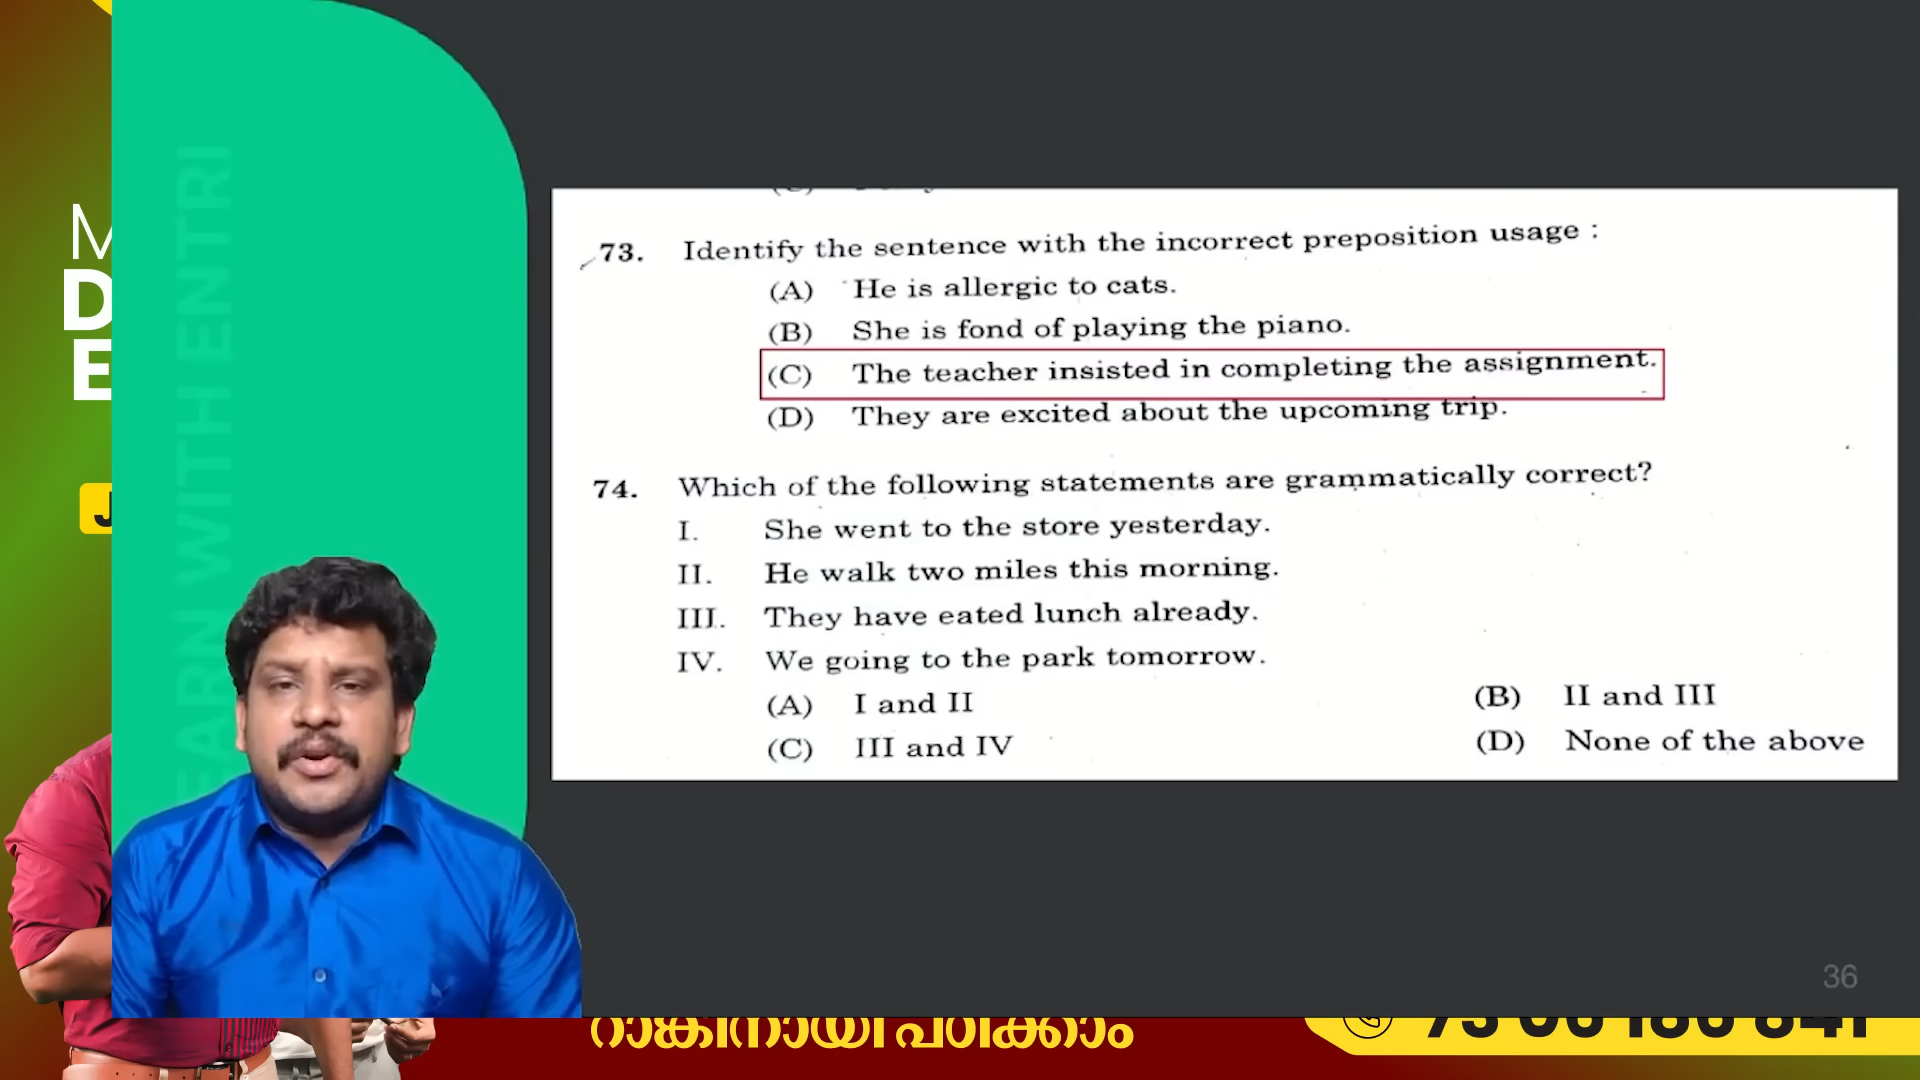 M
D
E
J
EARN WITH ENTRI
73. Identify the sentence with the incorrect preposition usage :
(A) He is allergic to cats.
(B) She is fond of playing the piano.
(C) The teacher insisted in completing the assignment.
(D) They are excited about the upcoming trip.
74. Which of the following statements are grammatically correct?
I. She went to the store yesterday.
II. He walk two miles this morning.
III. They have eated lunch already.
IV. We going to the park tomorrow.
(A) I and II
(B) II and III
(C) III and IV
(D) None of the above
36
റാങ്കിനായി പഠിക്കാം